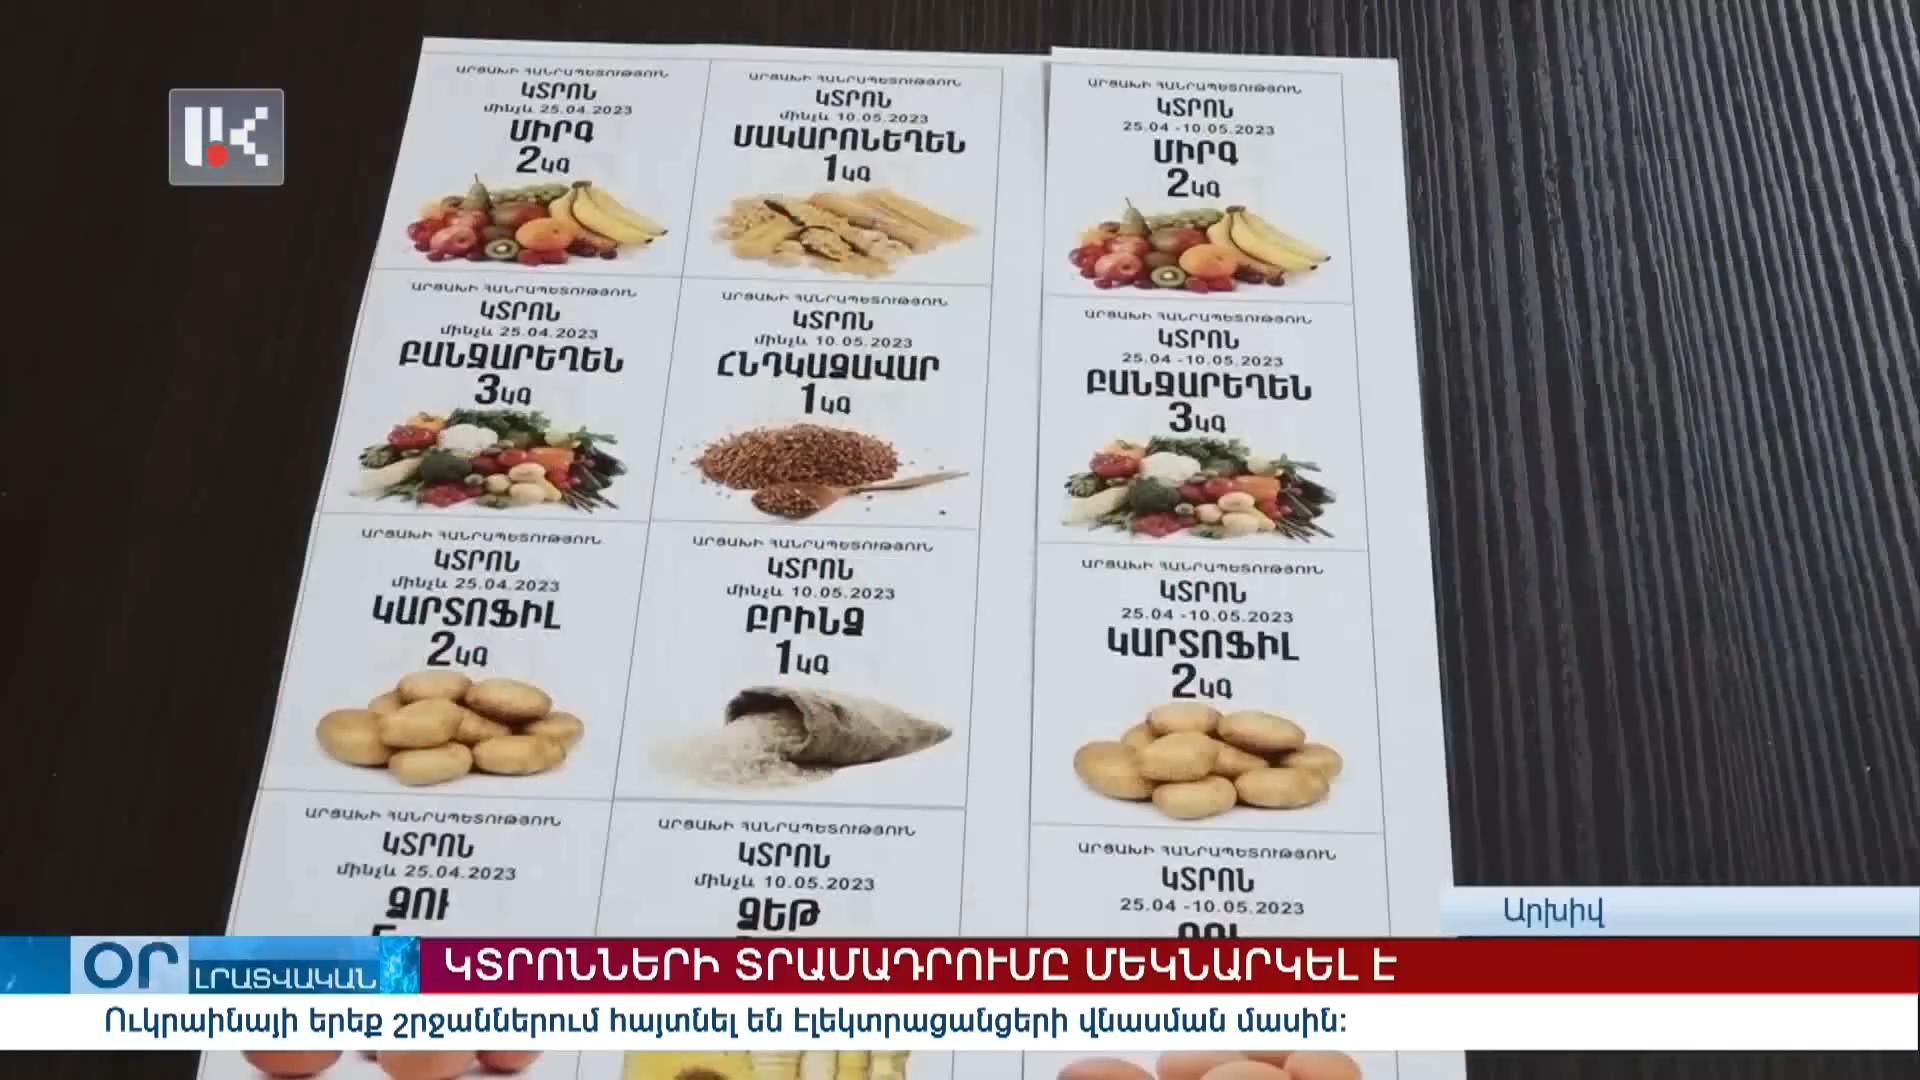 ԱՐՑԱԽԻ ՀԱՆՐԱՊԵՏՈՒԹՅՈՒՆ
ԿՏՐՈՆ
մինչև 25.04.2023
ՄԻՐԳ
2կգ
ԱՐՑԱԽԻ ՀԱՆՐԱՊԵՏՈՒԹՅՈՒՆ
ԿՏՐՈՆ
մինչև 10.05.2023
ՄԱԿԱՐՈՆԵՂԵՆ
1կգ
ԱՐՑԱԽԻ ՀԱՆՐԱՊԵՏՈՒԹՅՈՒՆ
ԿՏՐՈՆ
25.04 -10.05.2023
ՄԻՐԳ
2կգ
ԱՐՑԱԽԻ ՀԱՆՐԱՊԵՏՈՒԹՅՈՒՆ
ԿՏՐՈՆ
մինչև 25.04.2023
ԲԱՆՋԱՐԵՂԵՆ
3կգ
ԱՐՑԱԽԻ ՀԱՆՐԱՊԵՏՈՒԹՅՈՒՆ
ԿՏՐՈՆ
մինչև 10.05.2023
ՀՆԴԿԱՁԱՎԱՐ
1կգ
ԱՐՑԱԽԻ ՀԱՆՐԱՊԵՏՈՒԹՅՈՒՆ
ԿՏՐՈՆ
25.04 -10.05.2023
ԲԱՆՋԱՐԵՂԵՆ
3կգ
ԱՐՑԱԽԻ ՀԱՆՐԱՊԵՏՈՒԹՅՈՒՆ
ԿՏՐՈՆ
մինչև 25.04.2023
ԿԱՐՏՈՖԻԼ
2կգ
ԱՐՑԱԽԻ ՀԱՆՐԱՊԵՏՈՒԹՅՈՒՆ
ԿՏՐՈՆ
մինչև 10.05.2023
ԲՐԻՆՁ
1կգ
ԱՐՑԱԽԻ ՀԱՆՐԱՊԵՏՈՒԹՅՈՒՆ
ԿՏՐՈՆ
25.04 -10.05.2023
ԿԱՐՏՈՖԻԼ
2կգ
ԱՐՑԱԽԻ ՀԱՆՐԱՊԵՏՈՒԹՅՈՒՆ
ԿՏՐՈՆ
մինչև 25.04.2023
ՁՈՒ
ԱՐՑԱԽԻ ՀԱՆՐԱՊԵՏՈՒԹՅՈՒՆ
ԿՏՐՈՆ
մինչև 10.05.2023
ՁԵԹ
ԱՐՑԱԽԻ ՀԱՆՐԱՊԵՏՈՒԹՅՈՒՆ
ԿՏՐՈՆ
25.04 -10.05.2023
Արխիվ
ՕՐ ԼՐԱՏՎԱԿԱՆ
ԿՏՐՈՆՆԵՐԻ ՏՐԱՄԱԴՐՈՒՄԸ ՄԵԿՆԱՐԿԵԼ Է
Ուկրաինայի երեք շրջաններում հայտնել են էլեկտրացանցերի վնասման մասին: